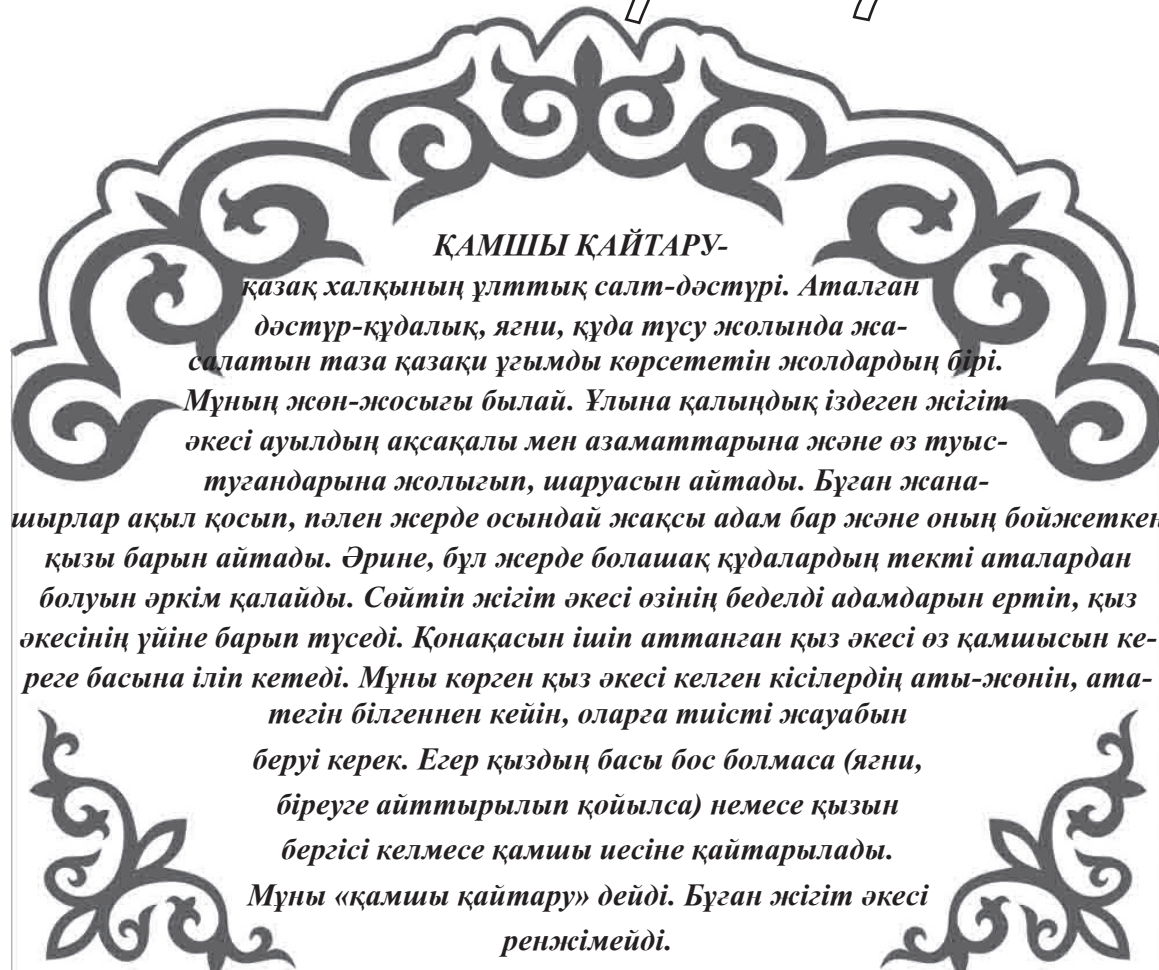 ҚАМШЫ ҚАЙТАРУ-
қазақ халқының ұлттық салт-дәстүрі. Аталған
дәстүр-құдалық, яғни, құда түсу жолында жа-
салатын таза қазақи ұғымды көрсететін жолдардың бірі.
Мұның жөн-жосығы былай. Ұлына қалыңдық іздеген жігіт
әкесі ауылдың ақсақалы мен азаматтарына және өз туыс-
туғандарына жолығып, шаруасын айтады. Бұған жана-
шырлар ақыл қосып, пәлен жерде осындай жақсы адам бар және оның бойжеткен
қызы барын айтады. Әрине, бұл жерде болашақ құдалардың текті аталардан
болуын әркім қалайды. Сөйтіп жігіт әкесі өзінің беделді адамдарын ертіп, қыз
әкесінің үйіне барып түседі. Қонақасын ішіп аттанған қыз әкесі өз қамшысын ке-
реге басына іліп кетеді. Мұны көрген қыз әкесі келген кісілердің аты-жөнін, ата-
тегін білгеннен кейін, оларға тиісті жауабын
беруі керек. Егер қыздың басы бос болмаса (яғни,
біреуге айттырылып қойылса) немесе қызын
бергісі келмесе қамшы иесіне қайтарылады.
Мұны «қамшы қайтару» дейді. Бұған жігіт әкесі
ренжімейді.